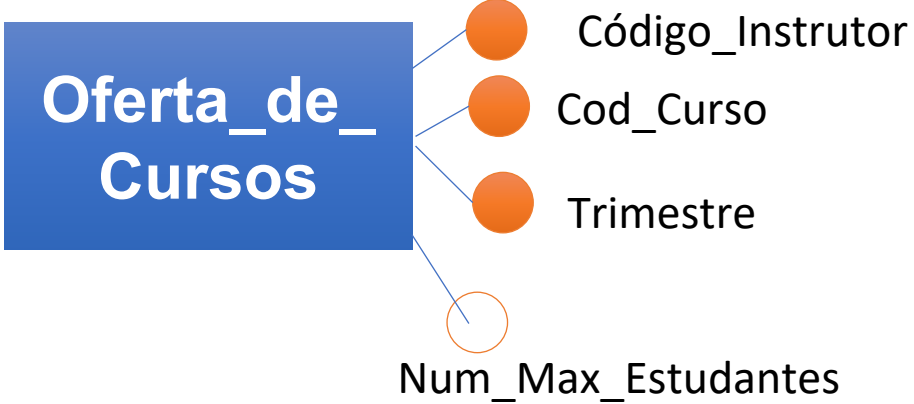 Código_Instrutor
Oferta_de_
Cursos
Cod_Curso
Trimestre
Num_Max_Estudantes